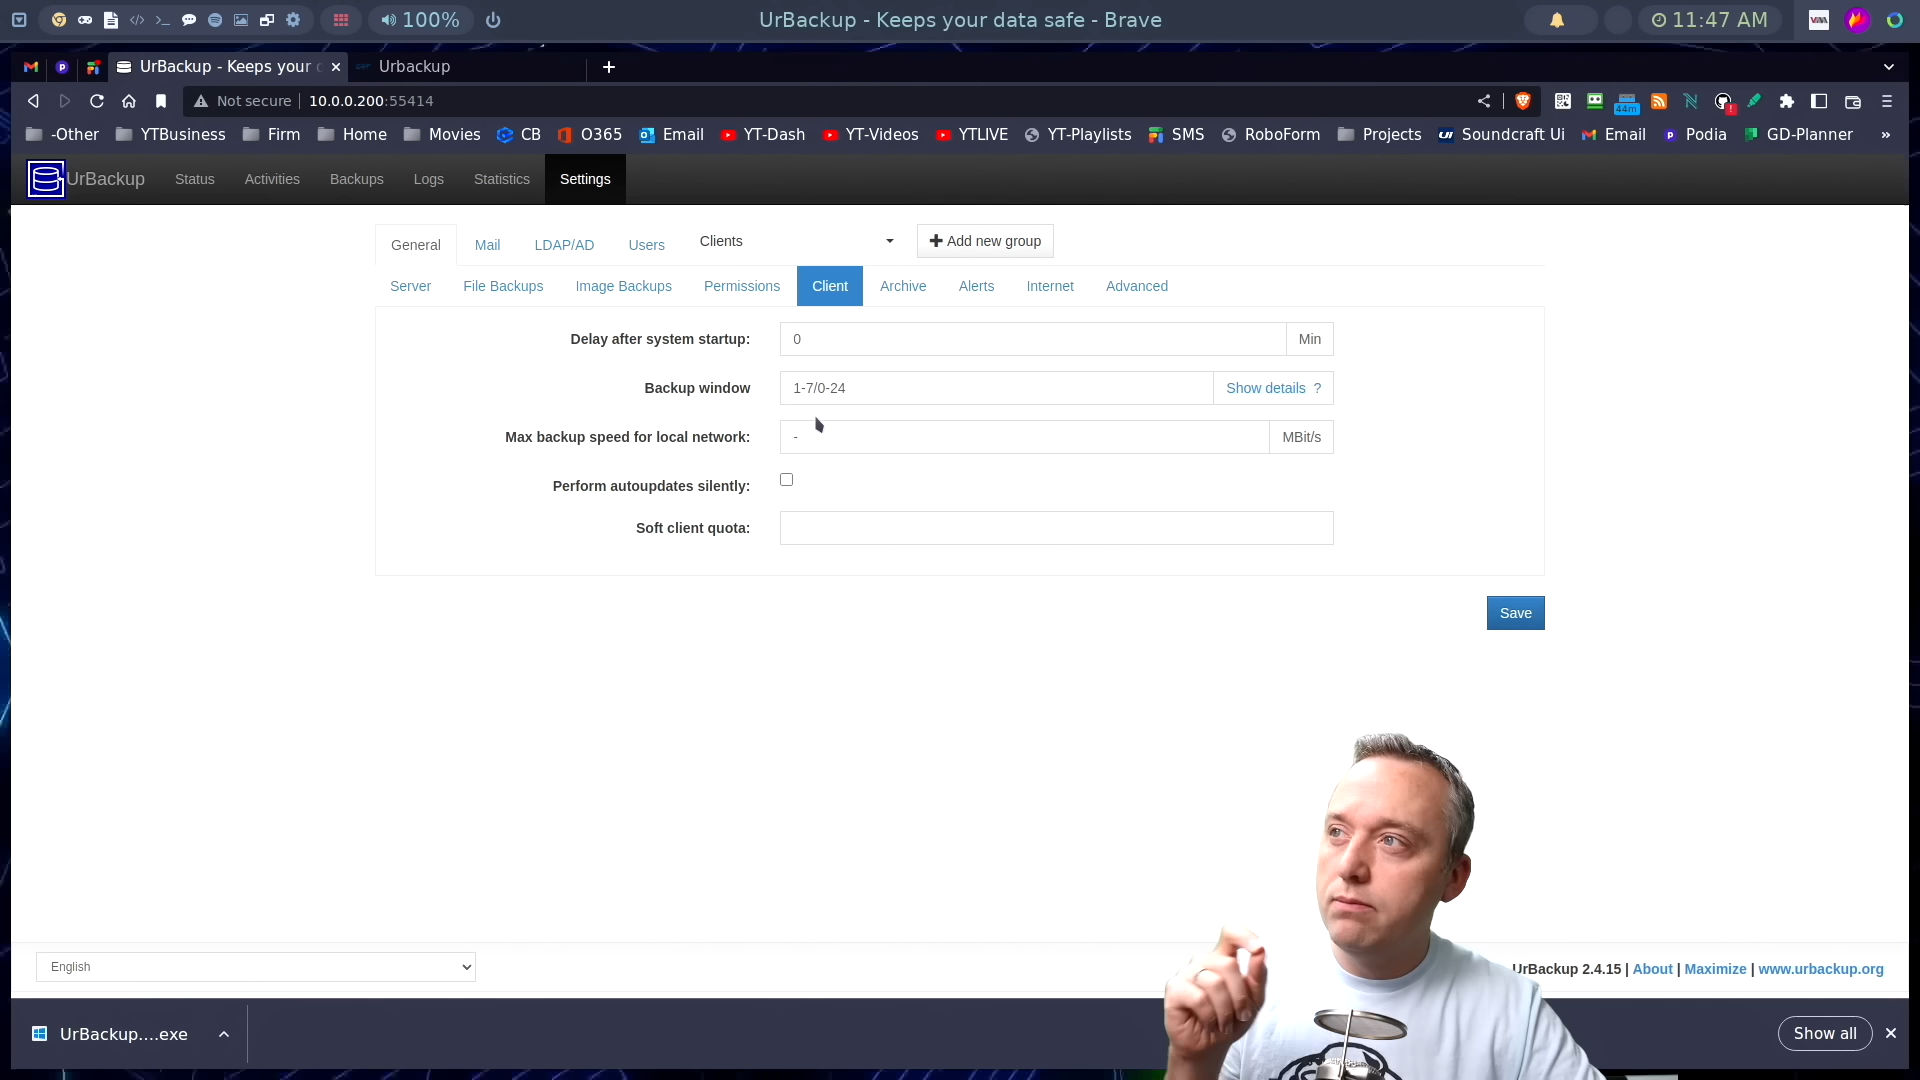 100%
UrBackup - Keeps your data safe - Brave
11:47 AM
UrBackup - Keeps your
Urbackup
Not secure
10.0.0.200:55414
44m
-Other
YTBusiness
Firm
Home
Movies
CB
O365
Email
YT-Dash
YT-Videos
YTLIVE
YT-Playlists
SMS
RoboForm
Projects
Soundcraft Ui
Email
Podia
GD-Planner
»
UrBackup
Status
Activities
Backups
Logs
Statistics
Settings
General
Mail
LDAP/AD
Users
Clients
Add new group
Server
File Backups
Image Backups
Permissions
Client
Archive
Alerts
Internet
Advanced
Delay after system startup:
0
Min
Backup window
1-7/0-24
Show details ?
Max backup speed for local network:
-
MBit/s
Perform autoupdates silently:
Soft client quota:
Save
English
UrBackup 2.4.15 | About | Maximize | www.urbackup.org
UrBackup....exe
Show all